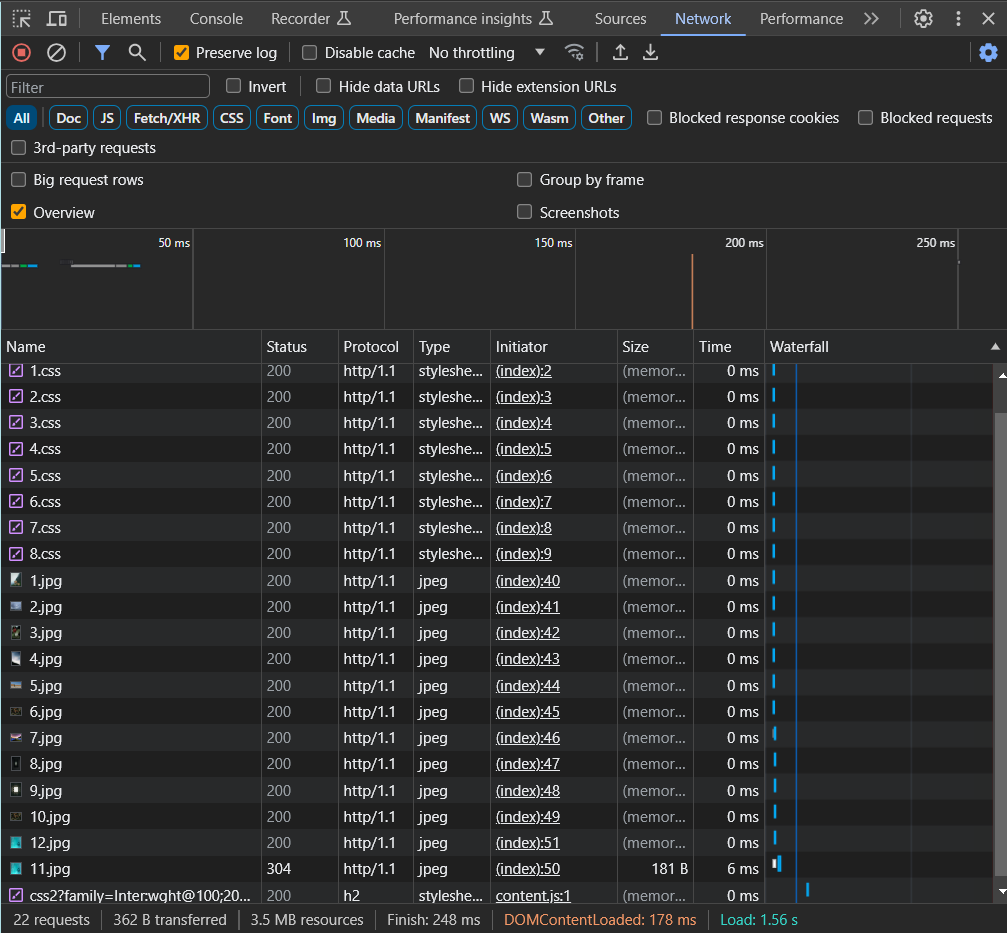 Elements Console Recorder Performance insights Sources Network Performance
Preserve log Disable cache No throttling
Filter Invert Hide data URLs Hide extension URLs
All Doc JS Fetch/XHR CSS Font Img Media Manifest WS Wasm Other Blocked response cookies Blocked requests
3rd-party requests
Big request rows Group by frame
Overview Screenshots
50 ms 100 ms 150 ms 200 ms 250 ms
Name Status Protocol Type Initiator Size Time Waterfall
1.css 200 http/1.1 styleshe... (index):2 (memor... 0 ms
2.css 200 http/1.1 styleshe... (index):3 (memor... 0 ms
3.css 200 http/1.1 styleshe... (index):4 (memor... 0 ms
4.css 200 http/1.1 styleshe... (index):5 (memor... 0 ms
5.css 200 http/1.1 styleshe... (index):6 (memor... 0 ms
6.css 200 http/1.1 styleshe... (index):7 (memor... 0 ms
7.css 200 http/1.1 styleshe... (index):8 (memor... 0 ms
8.css 200 http/1.1 styleshe... (index):9 (memor... 0 ms
1.jpg 200 http/1.1 jpeg (index):40 (memor... 0 ms
2.jpg 200 http/1.1 jpeg (index):41 (memor... 0 ms
3.jpg 200 http/1.1 jpeg (index):42 (memor... 0 ms
4.jpg 200 http/1.1 jpeg (index):43 (memor... 0 ms
5.jpg 200 http/1.1 jpeg (index):44 (memor... 0 ms
6.jpg 200 http/1.1 jpeg (index):45 (memor... 0 ms
7.jpg 200 http/1.1 jpeg (index):46 (memor... 0 ms
8.jpg 200 http/1.1 jpeg (index):47 (memor... 0 ms
9.jpg 200 http/1.1 jpeg (index):48 (memor... 0 ms
10.jpg 200 http/1.1 jpeg (index):49 (memor... 0 ms
12.jpg 200 http/1.1 jpeg (index):51 (memor... 0 ms
11.jpg 304 http/1.1 jpeg (index):50 181 B 6 ms
css2?family=Inter:wght@100;20... 200 h2 styleshe... content.js:1 (memor... 0 ms
22 requests 362 B transferred 3.5 MB resources Finish: 248 ms DOMContentLoaded: 178 ms Load: 1.56 s